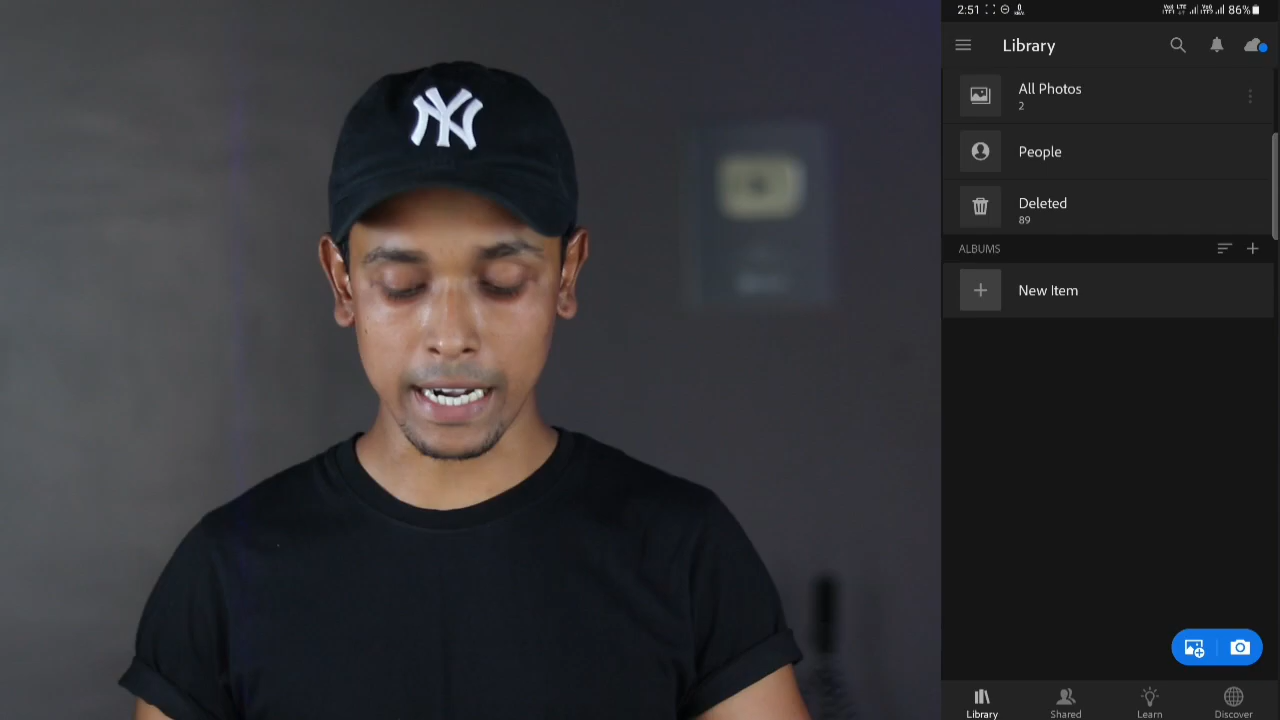 NY
2:51
86%
Library
All Photos
2
People
Deleted
89
ALBUMS
New Item
Library
Shared
Learn
Discover